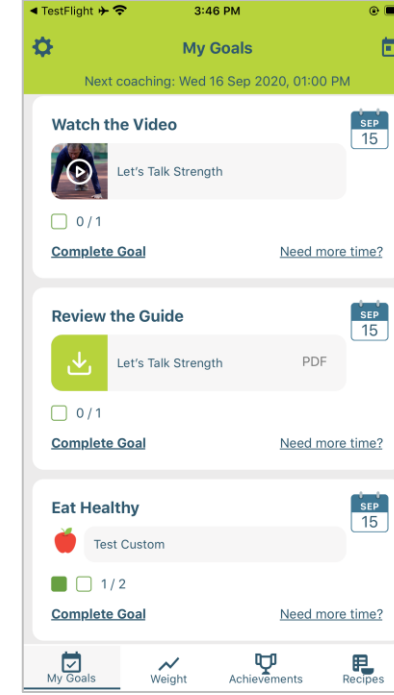 TestFlight
3:46 PM
My Goals
Next coaching: Wed 16 Sep 2020, 01:00 PM
Watch the Video
SEP
15
Let's Talk Strength
0 / 1
Complete Goal
Need more time?
Review the Guide
SEP
15
Let's Talk Strength
PDF
0 / 1
Complete Goal
Need more time?
Eat Healthy
SEP
15
Test Custom
1 / 2
Complete Goal
Need more time?
My Goals
Weight
Achievements
Recipes